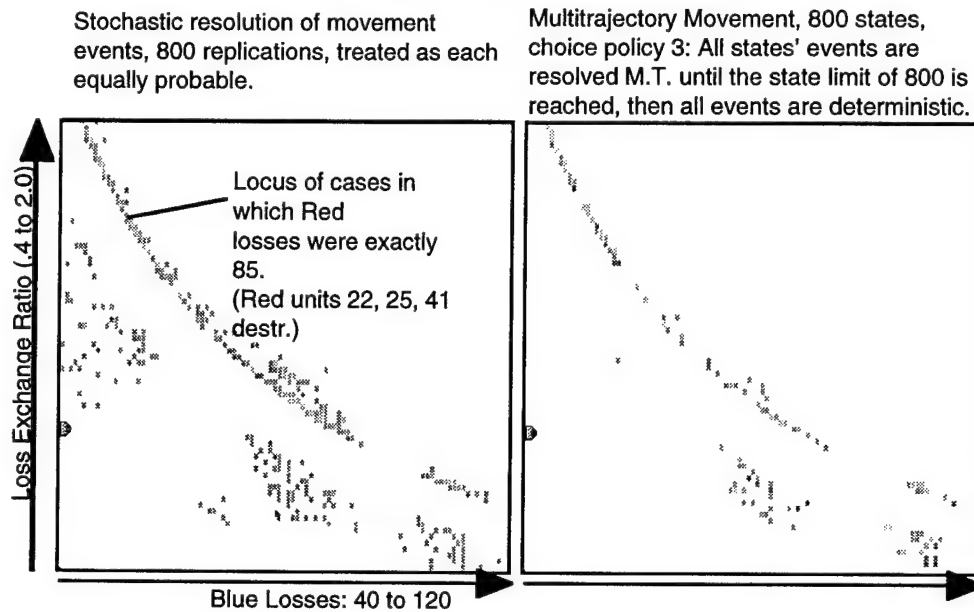 Stochastic resolution of movement
events, 800 replications, treated as each
equally probable.
Multitrajectory Movement, 800 states,
choice policy 3: All states' events are
resolved M.T. until the state limit of 800 is
reached, then all events are deterministic.
Loss Exchange Ratio (.4 to 2.0)
Locus of cases in
which Red
losses were exactly
85.
(Red units 22, 25, 41
destr.)
Blue Losses: 40 to 120